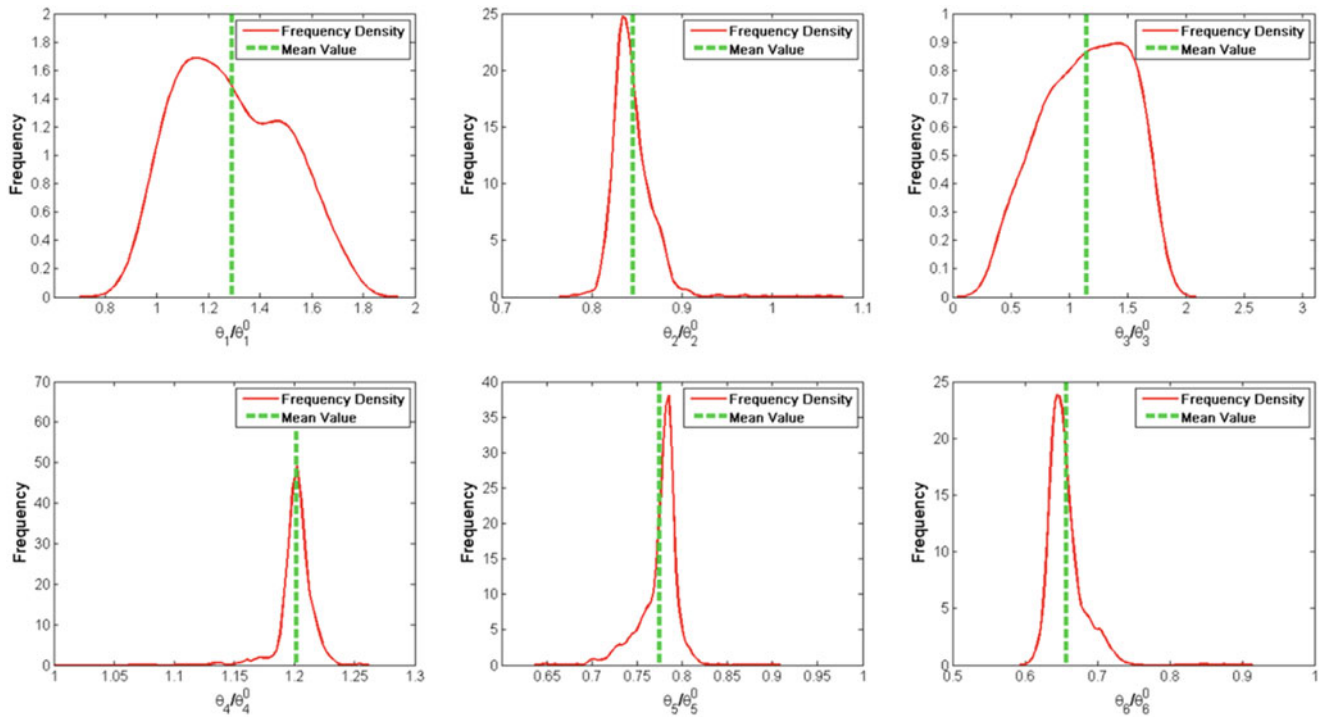 2
1.8
1.6
1.4
1.2
1
0.8
0.6
0.4
0.2
0
Frequency
Frequency Density
Mean Value
0.8 1 1.2 1.4 1.6 1.8 2
θ₁/θ₁⁰
25
20
15
10
5
0
Frequency
Frequency Density
Mean Value
0.7 0.8 0.9 1 1.1
θ₂/θ₂⁰
1
0.9
0.8
0.7
0.6
0.5
0.4
0.3
0.2
0.1
0
Frequency
Frequency Density
Mean Value
0 0.5 1 1.5 2 2.5 3
θ₃/θ₃⁰
70
60
50
40
30
20
10
0
Frequency
Frequency Density
Mean Value
1 1.05 1.1 1.15 1.2 1.25 1.3
θ₄/θ₄⁰
40
35
30
25
20
15
10
5
0
Frequency
Frequency Density
Mean Value
0.65 0.7 0.75 0.8 0.85 0.9 0.95 1
θ₅/θ₅⁰
25
20
15
10
5
0
Frequency
Frequency Density
Mean Value
0.5 0.6 0.7 0.8 0.9 1
θ₆/θ₆⁰